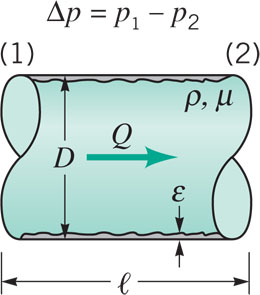 Δp = p₁ − p₂
(1) (2)
ρ, μ
Q
D
ε
ℓ